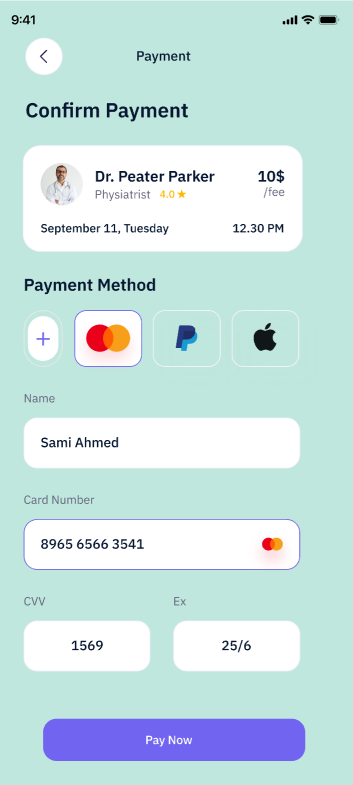 9:41
Payment
Confirm Payment
Dr. Peater Parker 10$
Physiatrist 4.0 ★ /fee
September 11, Tuesday 12.30 PM
Payment Method
Name
Sami Ahmed
Card Number
8965 6566 3541
CVV Ex
1569 25/6
Pay Now